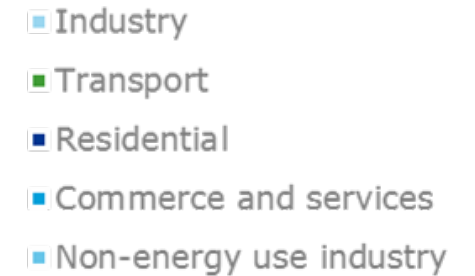 Industry
Transport
Residential
Commerce and services
Non-energy use industry